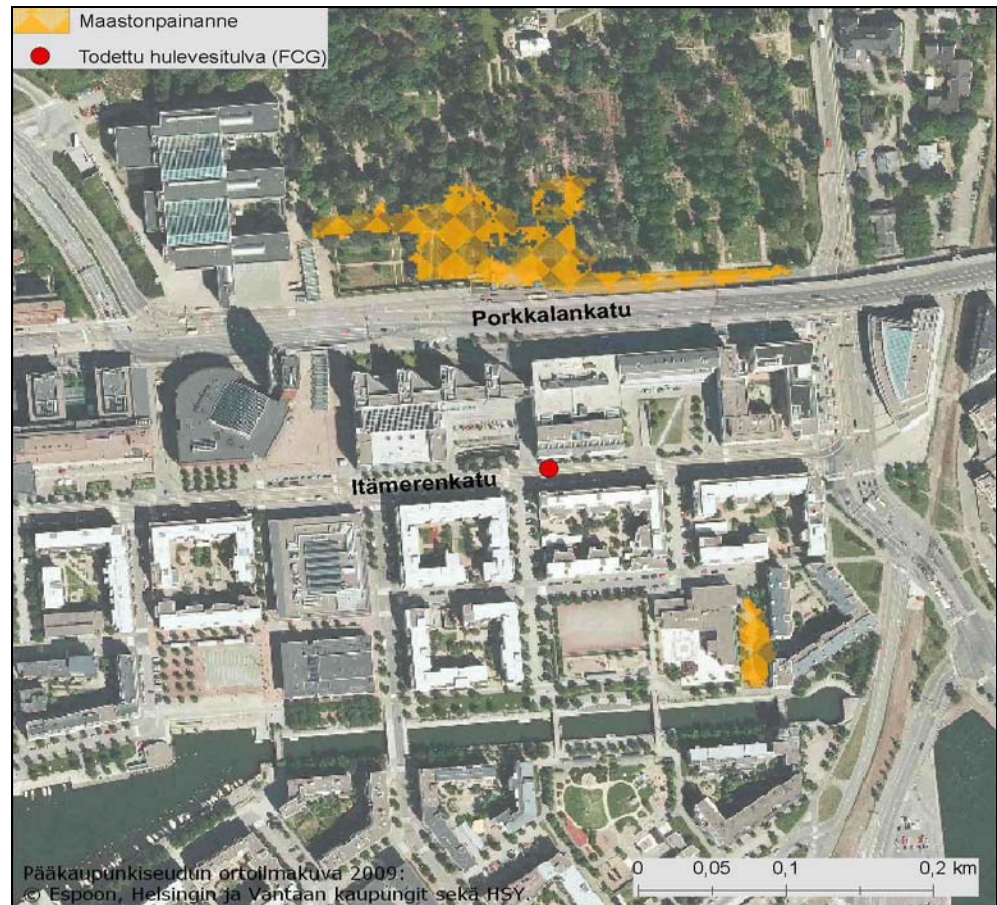 Maastonpainanne
Todettu hulevesitulva (FCG)
Porkkalankatu
Itämerenkatu
Pääkaupunkiseudun ortoilmakuva 2009:
© Espoon, Helsingin ja Vantaan kaupungit sekä HSY.
0 0,05 0,1 0,2 km